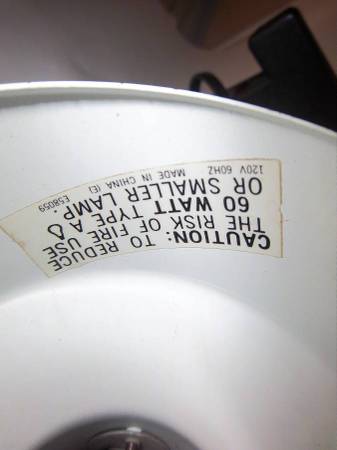 CAUTION: TO REDUCE
THE RISK OF FIRE USE
60 WATT TYPE A
OR SMALLER LAMP.
120V 60HZ MADE IN CHINA (E) E58059